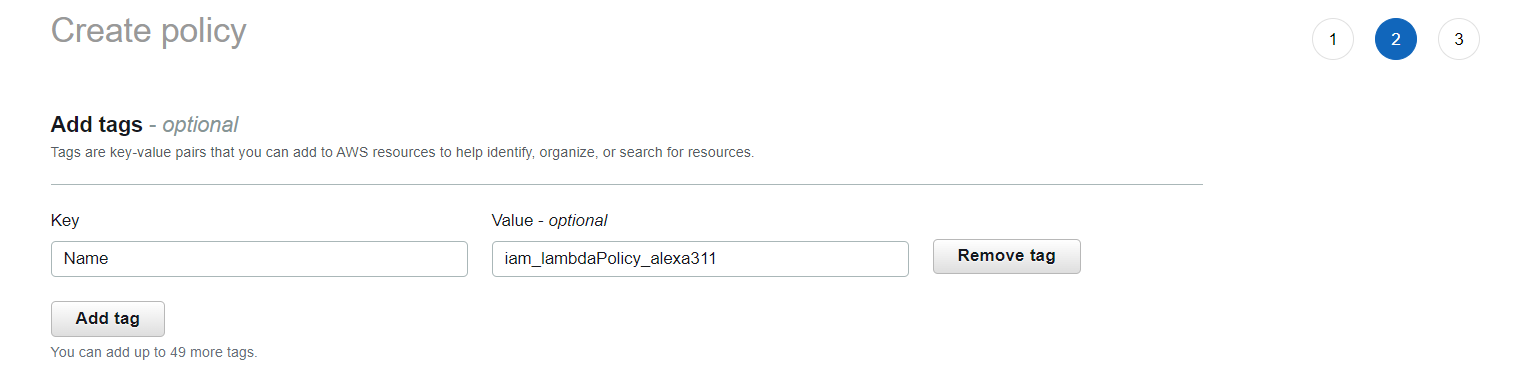 Create policy
1 2 3
Add tags - optional
Tags are key-value pairs that you can add to AWS resources to help identify, organize, or search for resources.
Key Value - optional
Name iam_lambdaPolicy_alexa311 Remove tag
Add tag
You can add up to 49 more tags.